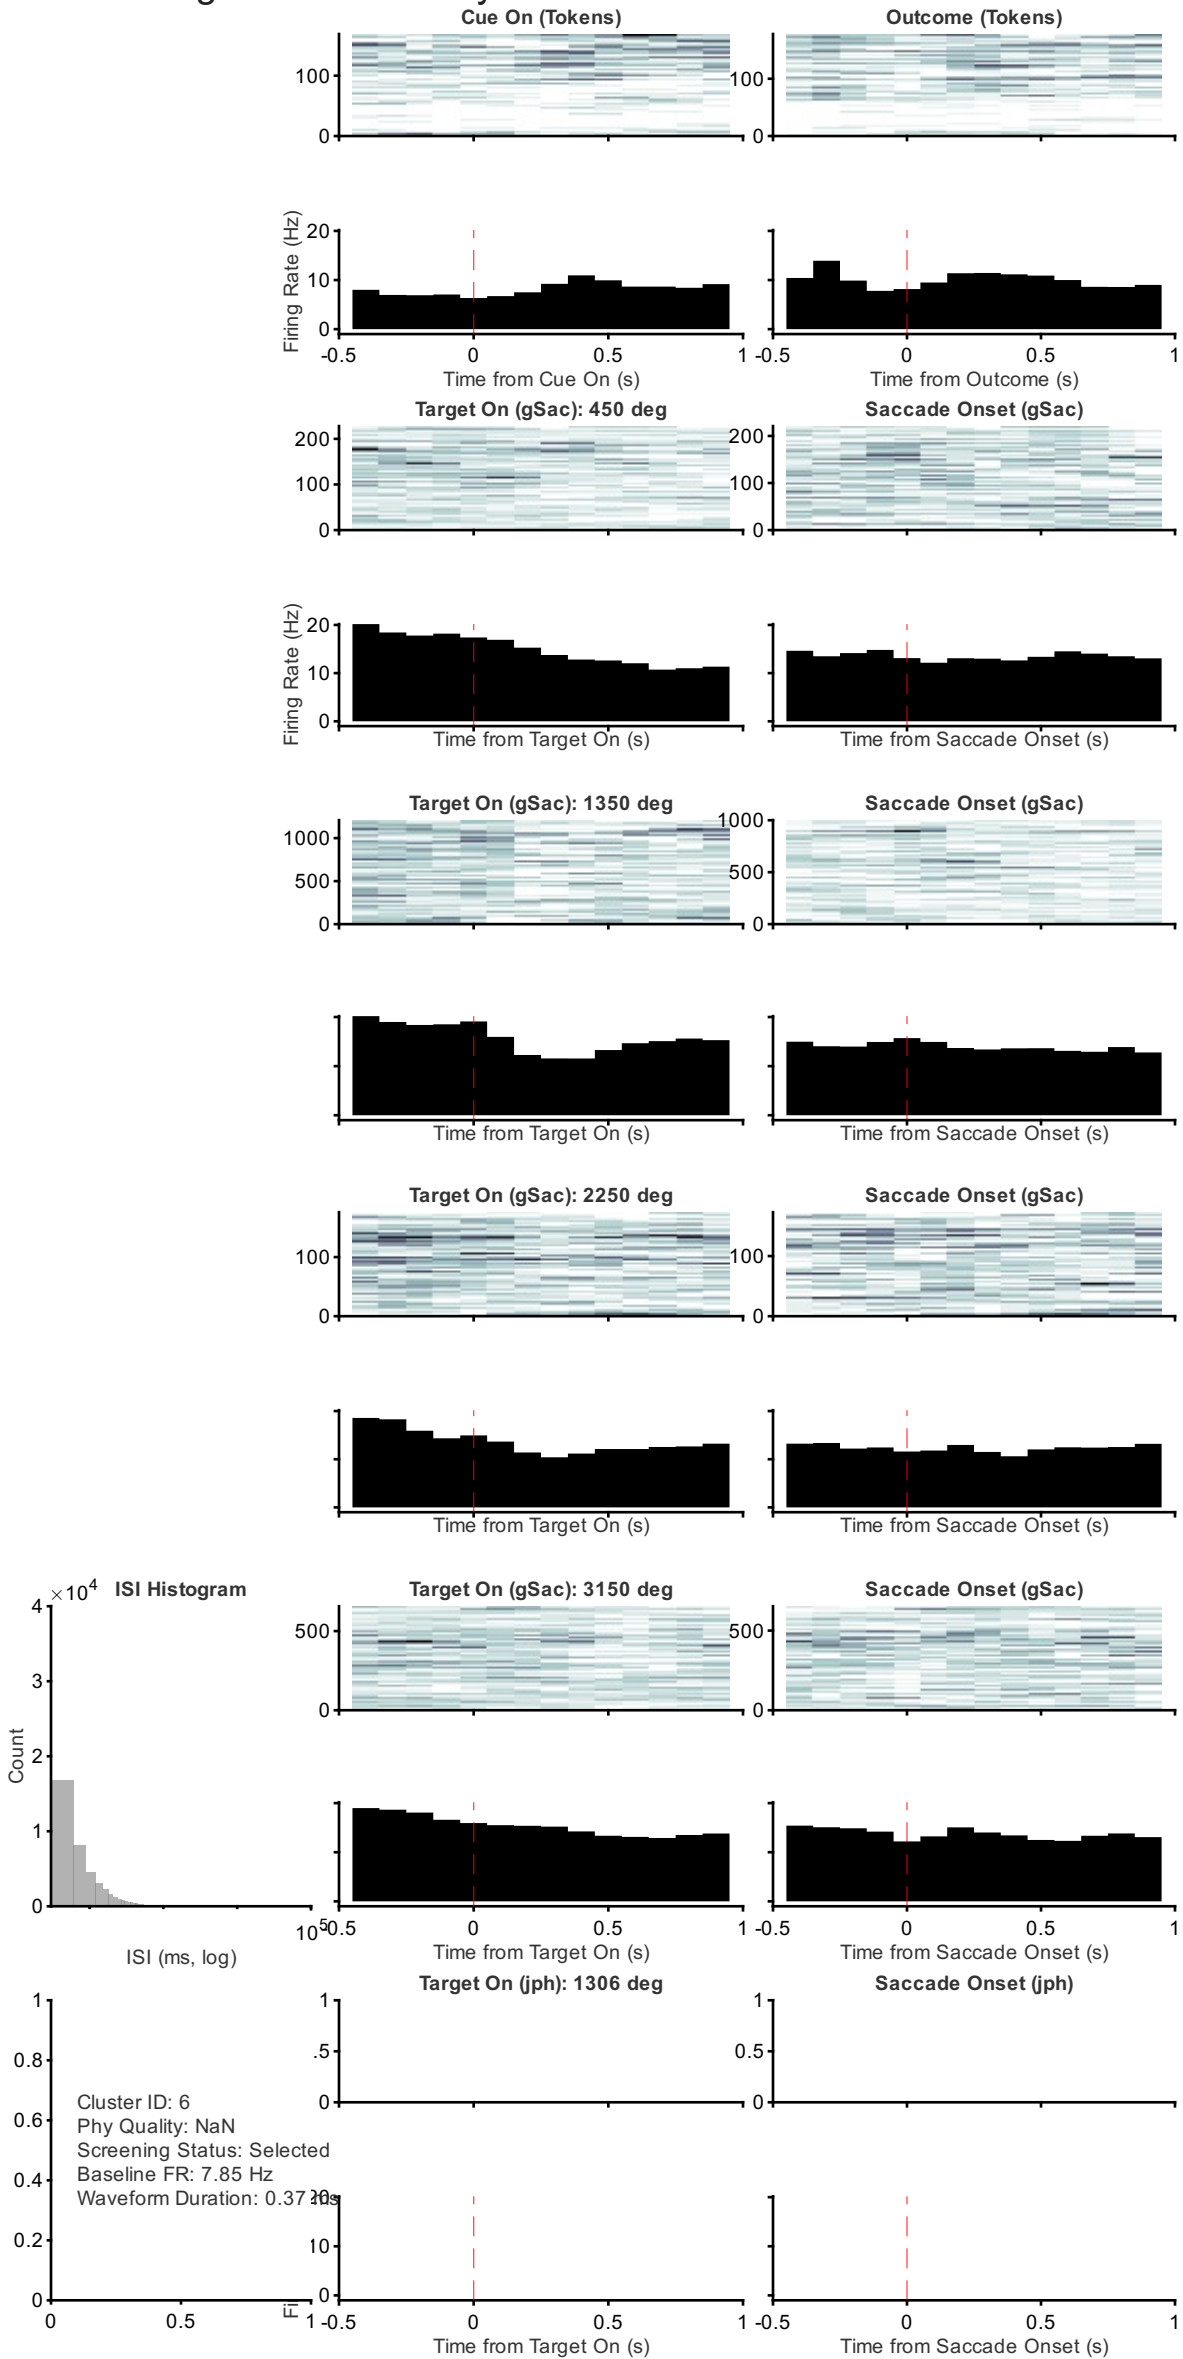 Cue On (Tokens)
Outcome (Tokens)
100
0
100
0
Firing Rate (Hz)
20
10
0
-0.5
0
0.5
1
-0.5
0
0.5
1
Time from Cue On (s)
Time from Outcome (s)
Target On (gSac): 450 deg
Saccade Onset (gSac)
200
100
0
200
100
0
Firing Rate (Hz)
20
10
0
Time from Target On (s)
Time from Saccade Onset (s)
Target On (gSac): 1350 deg
Saccade Onset (gSac)
1000
500
0
1000
500
0
Time from Target On (s)
Time from Saccade Onset (s)
Target On (gSac): 2250 deg
Saccade Onset (gSac)
100
0
100
0
Time from Target On (s)
Time from Saccade Onset (s)
×10⁴
ISI Histogram
4
3
2
1
0
Count
10⁵
ISI (ms, log)
Target On (gSac): 3150 deg
Saccade Onset (gSac)
500
0
500
0
-0.5
0
0.5
1
-0.5
0
0.5
1
Time from Target On (s)
Time from Saccade Onset (s)
Target On (jph): 1306 deg
Saccade Onset (jph)
1
0.8
0.6
0.4
0.2
0
0
0.5
1
Cluster ID: 6
Phy Quality: NaN
Screening Status: Selected
Baseline FR: 7.85 Hz
Waveform Duration: 0.37 ms
1
.5
0
1
0.5
0
20
10
0
Fi
-0.5
0
0.5
1
-0.5
0
0.5
1
Time from Target On (s)
Time from Saccade Onset (s)